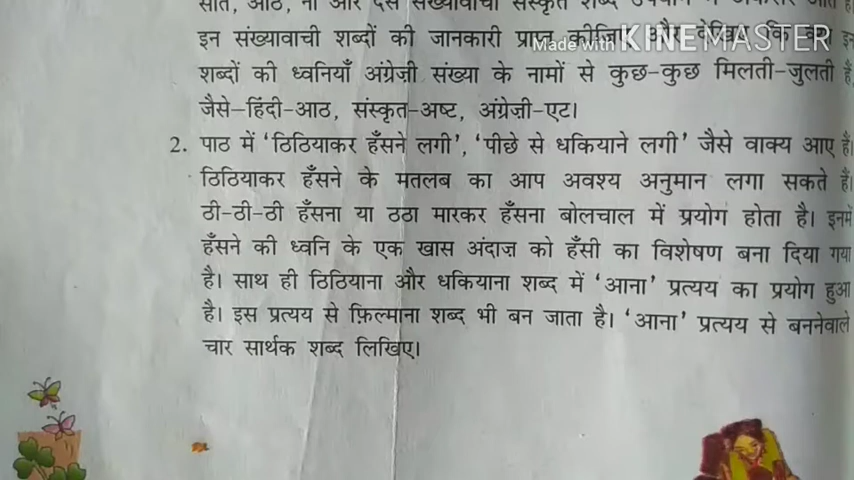 सात, आठ, नौ और दस संख्यावाची संस्कृत शब्द
इन संख्यावाची शब्दों की जानकारी प्राप्त कीजिए और देखिए कि क्या इन
Made with KINEMASTER
शब्दों की ध्वनियाँ अंग्रेज़ी संख्या के नामों से कुछ-कुछ मिलती-जुलती हैं,
जैसे-हिंदी-आठ, संस्कृत-अष्ट, अंग्रेज़ी-एट।
2. पाठ में 'ठिठियाकर हँसने लगी', 'पीछे से धकियाने लगी' जैसे वाक्य आए हैं।
ठिठियाकर हँसने के मतलब का आप अवश्य अनुमान लगा सकते हैं।
ठी-ठी-ठी हँसना या ठठा मारकर हँसना बोलचाल में प्रयोग होता है। इनमें
हँसने की ध्वनि के एक खास अंदाज़ को हँसी का विशेषण बना दिया गया
है। साथ ही ठिठियाना और धकियाना शब्द में 'आना' प्रत्यय का प्रयोग हुआ
है। इस प्रत्यय से फ़िल्माना शब्द भी बन जाता है। 'आना' प्रत्यय से बननेवाले
चार सार्थक शब्द लिखिए।